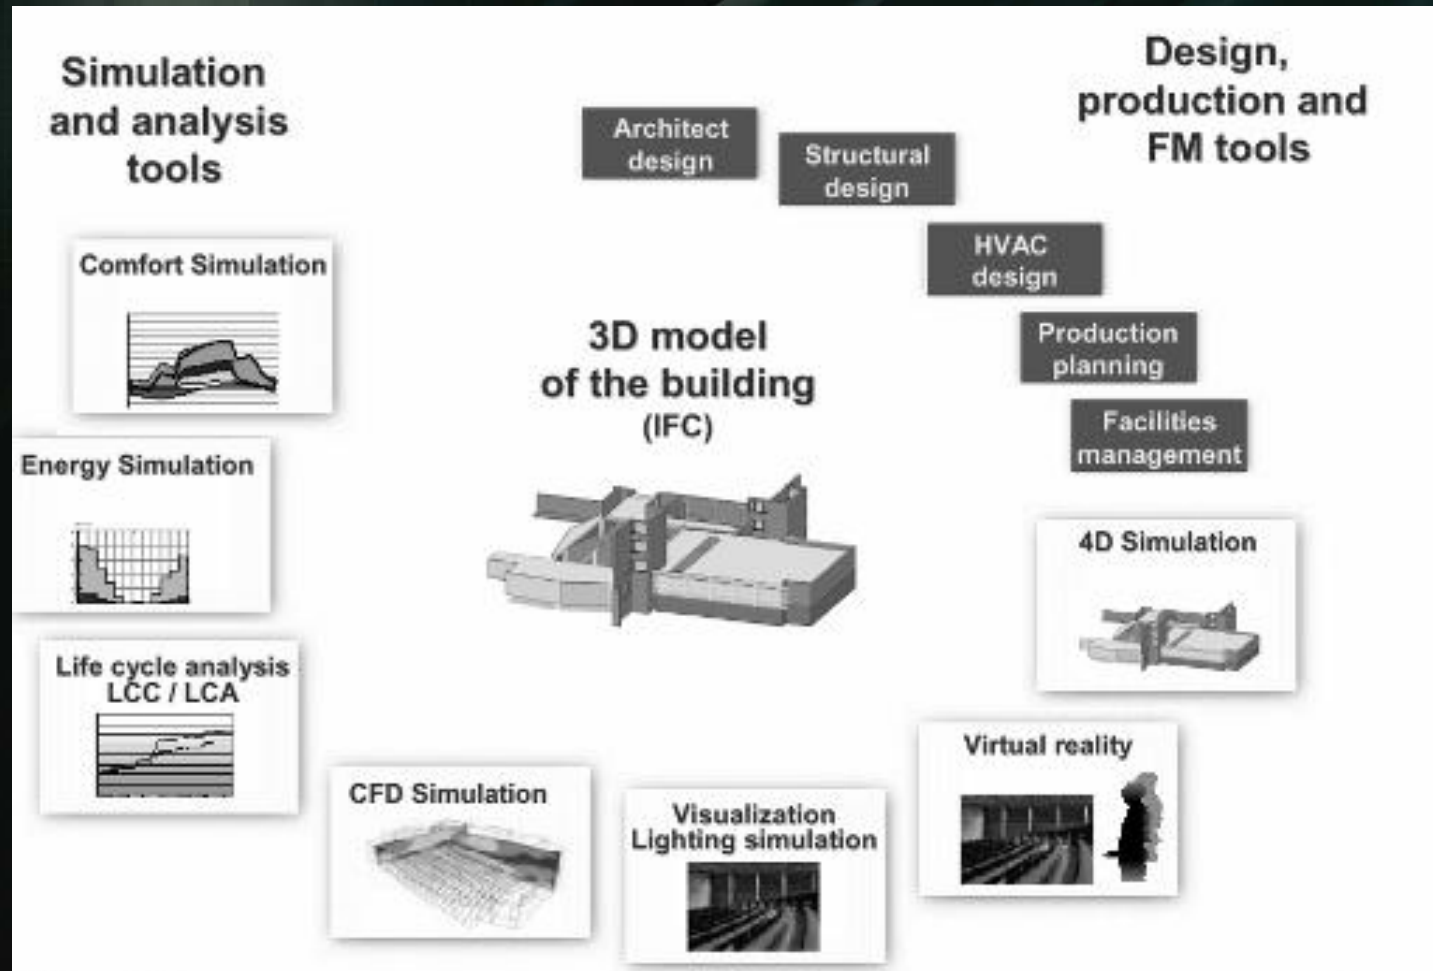 Simulation
and analysis
tools
Design,
production and
FM tools
Architect
design
Structural
design
HVAC
design
Production
planning
Facilities
management
3D model
of the building
(IFC)
Comfort Simulation
Energy Simulation
Life cycle analysis
LCC / LCA
CFD Simulation
Visualization
Lighting simulation
Virtual reality
4D Simulation